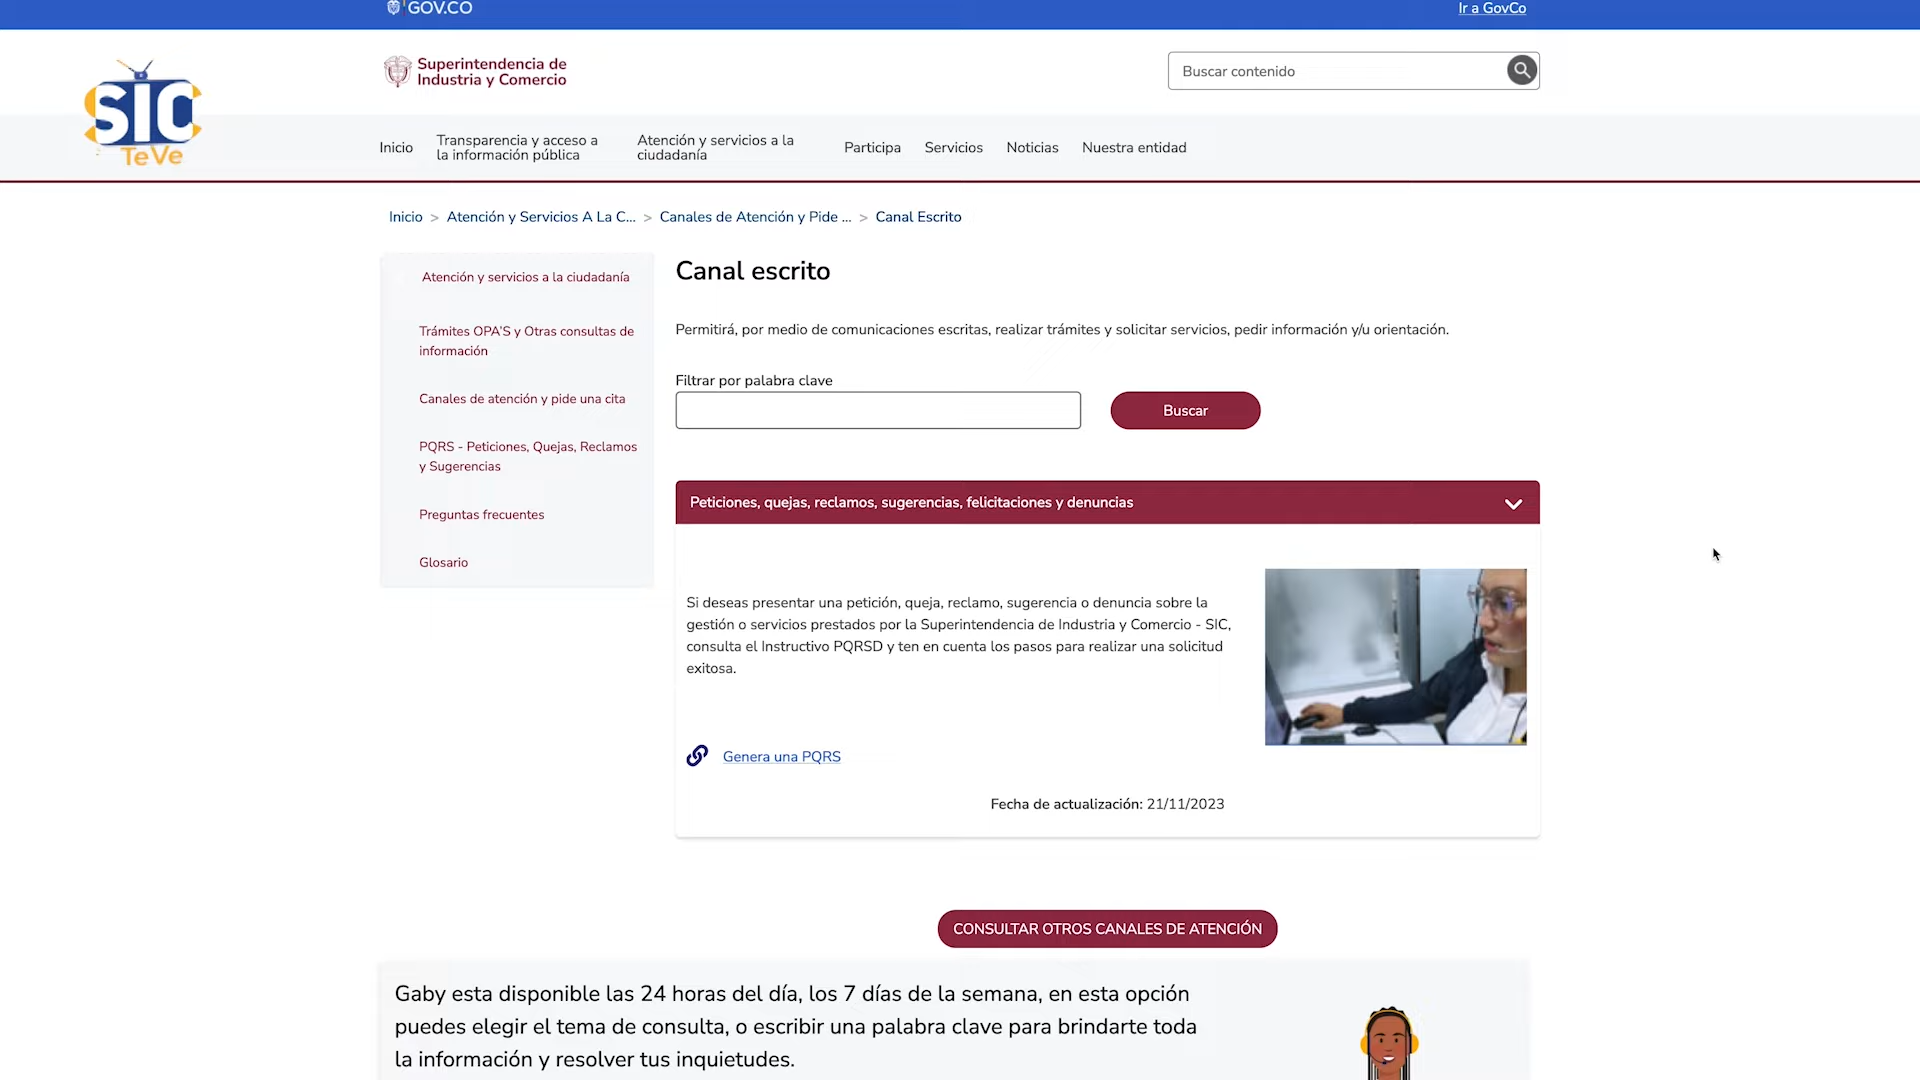 GOV.CO
Ir a GovCo
SIC
TeVe
Superintendencia de
Industria y Comercio
Buscar contenido
Inicio
Transparencia y acceso a
la información pública
Atención y servicios a la
ciudadanía
Participa
Servicios
Noticias
Nuestra entidad
Inicio > Atención y Servicios A La C... > Canales de Atención y Pide ... > Canal Escrito
Atención y servicios a la ciudadanía
Trámites OPA'S y Otras consultas de
información
Canales de atención y pide una cita
PQRS - Peticiones, Quejas, Reclamos
y Sugerencias
Preguntas frecuentes
Glosario
Canal escrito
Permitirá, por medio de comunicaciones escritas, realizar trámites y solicitar servicios, pedir información y/u orientación.
Filtrar por palabra clave
Buscar
Peticiones, quejas, reclamos, sugerencias, felicitaciones y denuncias
Si deseas presentar una petición, queja, reclamo, sugerencia o denuncia sobre la
gestión o servicios prestados por la Superintendencia de Industria y Comercio - SIC,
consulta el Instructivo PQRSD y ten en cuenta los pasos para realizar una solicitud
exitosa.
Genera una PQRS
Fecha de actualización: 21/11/2023
CONSULTAR OTROS CANALES DE ATENCIÓN
Gaby esta disponible las 24 horas del día, los 7 días de la semana, en esta opción
puedes elegir el tema de consulta, o escribir una palabra clave para brindarte toda
la información y resolver tus inquietudes.